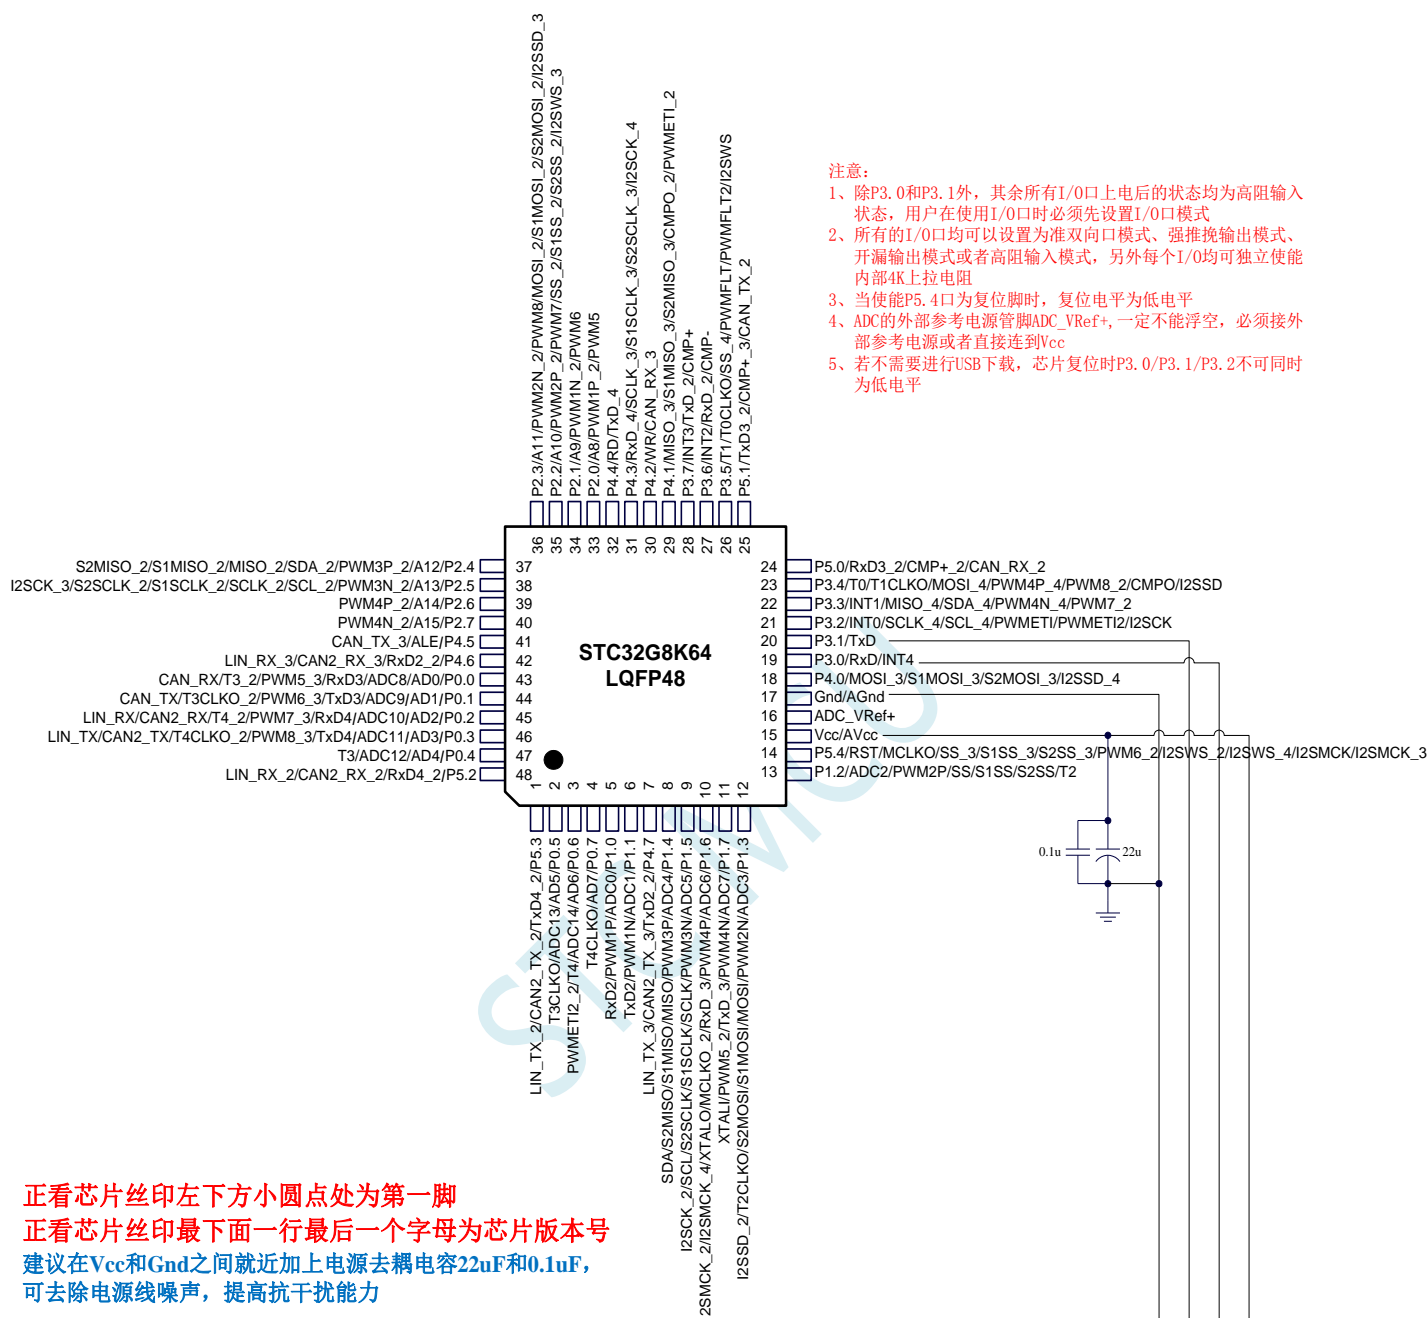 P2.3/A11/PWM2N_2/PWM8/MOSI_2/S1MOSI_2/S2MOSI_2/I2SSD_3
P2.2/A10/PWM2P_2/PWM7/SS_2/S1SS_2/S2SS_2/I2SWS_3
P2.1/A9/PWM1N_2/PWM6
P2.0/A8/PWM1P_2/PWM5
P4.4/RD/TxD_4
P4.3/RxD_4/SCLK_3/S1SCLK_3/S2SCLK_3/I2SCK_4
P4.2/WR/CAN_RX_3
P4.1/MISO_3/S1MISO_3/S2MISO_3/CMPO_2/PWMETI_2
P3.7/INT3/TxD_2/CMP+
P3.6/INT2/RxD_2/CMP-
P3.5/T1/T0CLKO/SS_4/PWMFLT/PWMFLT2/I2SWS
P5.1/TxD3_2/CMP+_3/CAN_TX_2
注意：
1、除P3.0和P3.1外，其余所有I/O口上电后的状态均为高阻输入
状态，用户在使用I/O口时必须先设置I/O口模式
2、所有的I/O口均可以设置为准双向口模式、强推挽输出模式、
开漏输出模式或者高阻输入模式，另外每个I/O均可独立使能
内部4K上拉电阻
3、当使能P5.4口为复位脚时，复位电平为低电平
4、ADC的外部参考电源管脚ADC_VRef+,一定不能浮空，必须接外
部参考电源或者直接连到Vcc
5、若不需要进行USB下载，芯片复位时P3.0/P3.1/P3.2不可同时
为低电平
36 35 34 33 32 31 30 29 28 27 26 25
S2MISO_2/S1MISO_2/MISO_2/SDA_2/PWM3P_2/A12/P2.4 37
I2SCK_3/S2SCLK_2/S1SCLK_2/SCLK_2/SCL_2/PWM3N_2/A13/P2.5 38
PWM4P_2/A14/P2.6 39
PWM4N_2/A15/P2.7 40
CAN_TX_3/ALE/P4.5 41
LIN_RX_3/CAN2_RX_3/RxD2_2/P4.6 42
CAN_RX/T3_2/PWM5_3/RxD3/ADC8/AD0/P0.0 43
CAN_TX/T3CLKO_2/PWM6_3/TxD3/ADC9/AD1/P0.1 44
LIN_RX/CAN2_RX/T4_2/PWM7_3/RxD4/ADC10/AD2/P0.2 45
LIN_TX/CAN2_TX/T4CLKO_2/PWM8_3/TxD4/ADC11/AD3/P0.3 46
T3/ADC12/AD4/P0.4 47
LIN_RX_2/CAN2_RX_2/RxD4_2/P5.2 48
STC32G8K64
LQFP48
24 P5.0/RxD3_2/CMP+_2/CAN_RX_2
23 P3.4/T0/T1CLKO/MOSI_4/PWM4P_4/PWM8_2/CMPO/I2SSD
22 P3.3/INT1/MISO_4/SDA_4/PWM4N_4/PWM7_2
21 P3.2/INT0/SCLK_4/SCL_4/PWMETI/PWMETI2/I2SCK
20 P3.1/TxD
19 P3.0/RxD/INT4
18 P4.0/MOSI_3/S1MOSI_3/S2MOSI_3/I2SSD_4
17 Gnd/AGnd
16 ADC_VRef+
15 Vcc/AVcc
14 P5.4/RST/MCLKO/SS_3/S1SS_3/S2SS_3/PWM6_2/I2SWS_2/I2SWS_4/I2SMCK/I2SMCK_3
13 P1.2/ADC2/PWM2P/SS/S1SS/S2SS/T2
1 2 3 4 5 6 7 8 9 10 11 12
LIN_TX_2/CAN2_TX_2/TxD4_2/P5.3
T3CLKO/ADC13/AD5/P0.5
PWMETI2_2/T4/ADC14/AD6/P0.6
T4CLKO/AD7/P0.7
RxD2/PWM1P/ADC0/P1.0
TxD2/PWM1N/ADC1/P1.1
LIN_TX_3/CAN2_TX_3/TxD2_2/P4.7
SDA/S2MISO/S1MISO/MISO/PWM3P/ADC4/P1.4
I2SCK_2/SCL/S2SCLK/S1SCLK/SCLK/PWM3N/ADC5/P1.5
2SMCK_2/I2SMCK_4/XTALO/MCLKO_2/RxD_3/PWM4P/ADC6/P1.6
XTALI/PWM5_2/TxD_3/PWM4N/ADC7/P1.7
I2SSD_2/T2CLKO/S2MOSI/S1MOSI/MOSI/PWM2N/ADC3/P1.3
0.1u 22u
STCMCU
正看芯片丝印左下方小圆点处为第一脚
正看芯片丝印最下面一行最后一个字母为芯片版本号
建议在Vcc和Gnd之间就近加上电源去耦电容22uF和0.1uF，
可去除电源线噪声，提高抗干扰能力